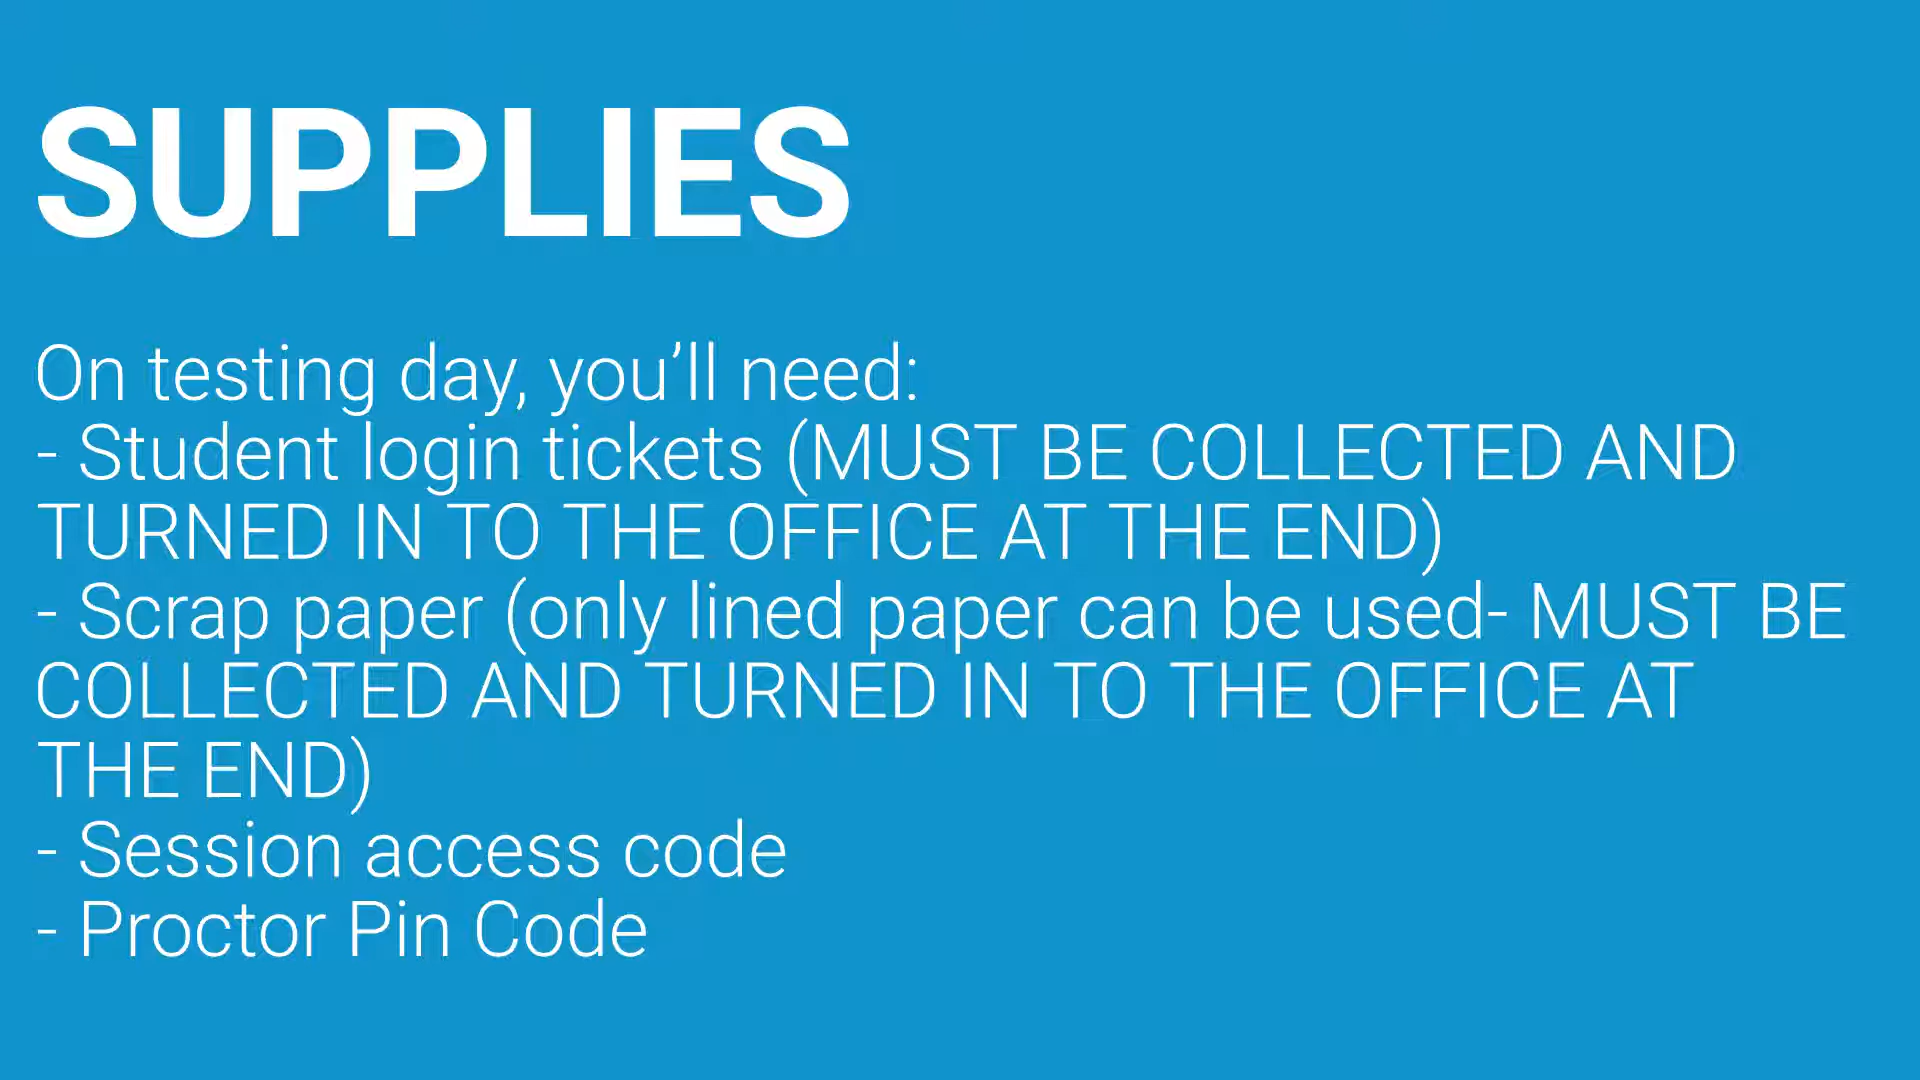 SUPPLIES
On testing day, you’ll need:
- Student login tickets (MUST BE COLLECTED AND
TURNED IN TO THE OFFICE AT THE END)
- Scrap paper (only lined paper can be used- MUST BE
COLLECTED AND TURNED IN TO THE OFFICE AT
THE END)
- Session access code
- Proctor Pin Code